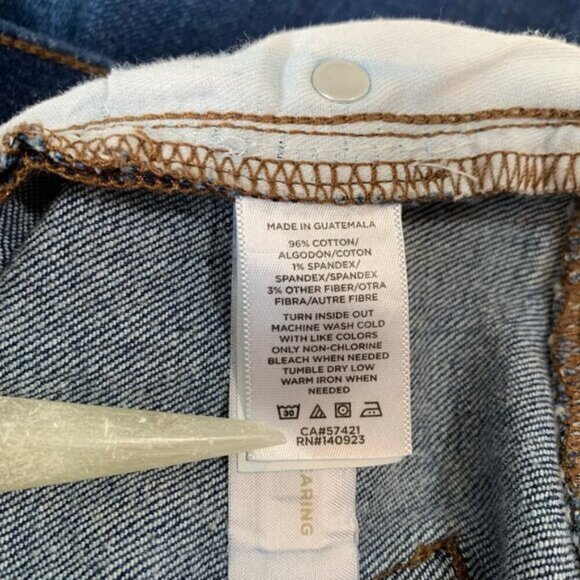 MADE IN GUATEMALA
96% COTTON/
ALGODÓN/COTON
1% SPANDEX/
SPANDEX/SPANDEX
3% OTHER FIBER/OTRA
FIBRA/AUTRE FIBRE
TURN INSIDE OUT
MACHINE WASH COLD
WITH LIKE COLORS
ONLY NON-CHLORINE
BLEACH WHEN NEEDED
TUMBLE DRY LOW
WARM IRON WHEN
NEEDED
30
CA#57421
RN#140923
ARING